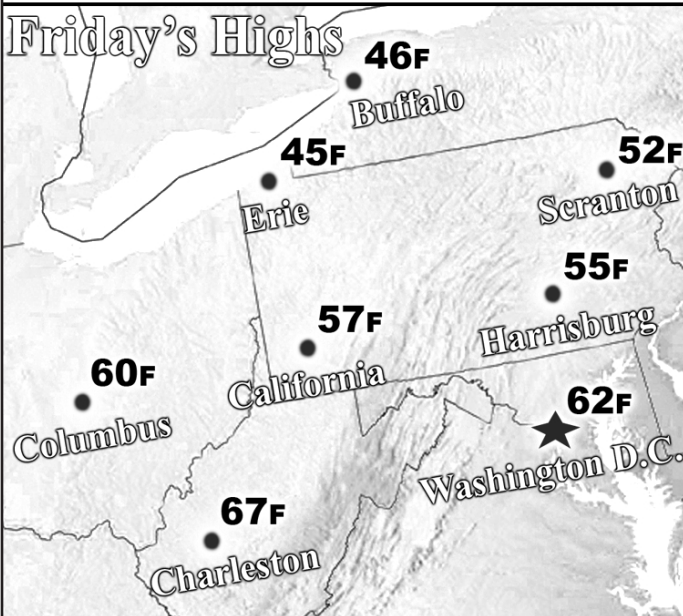 Friday's Highs
46F
Buffalo
45F
Erie
52F
Scranton
55F
Harrisburg
57F
California
60F
Columbus
62F
Washington D.C.
67F
Charleston